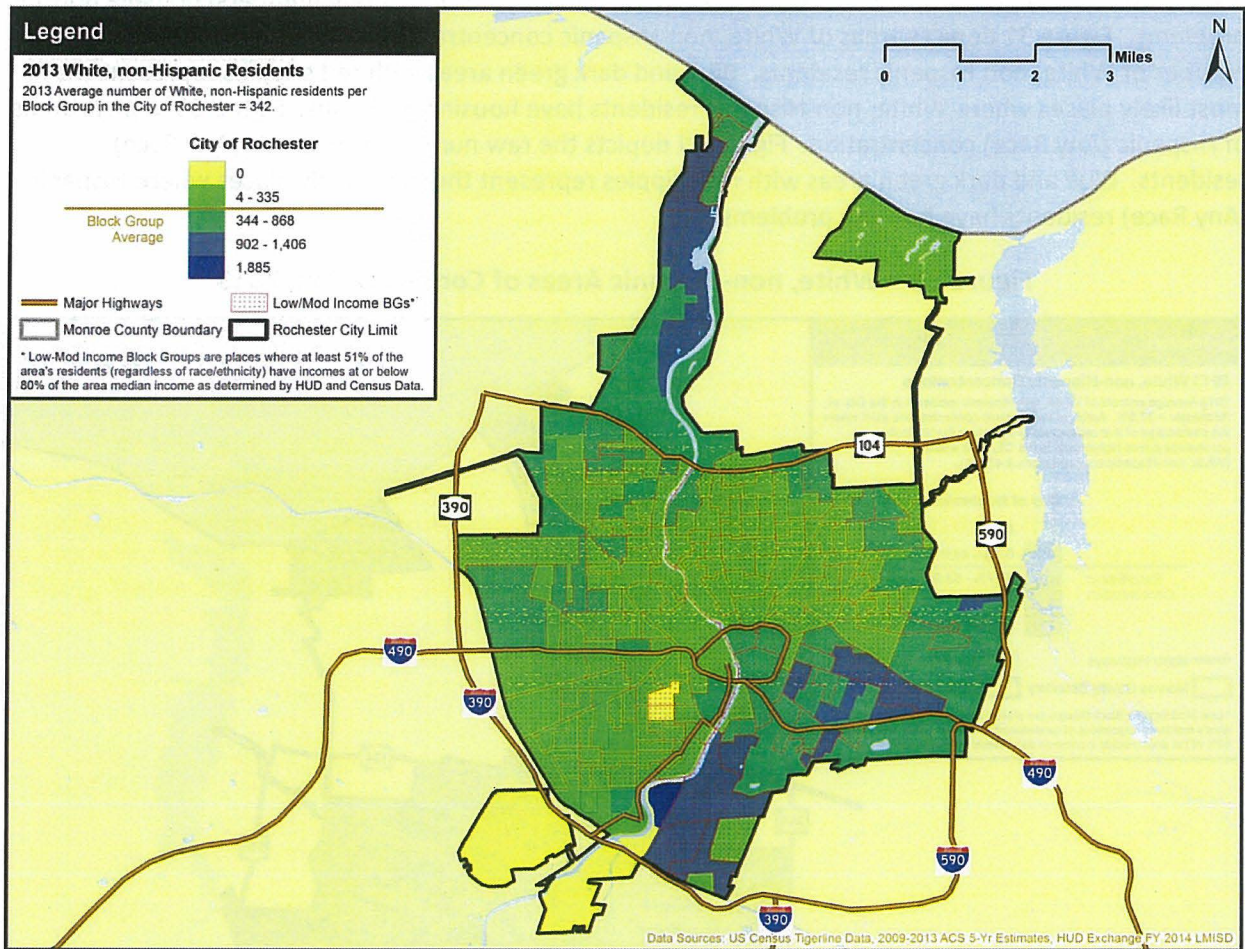 Legend
2013 White, non-Hispanic Residents
2013 Average number of White, non-Hispanic residents per
Block Group in the City of Rochester = 342.
City of Rochester
0
4 - 335
Block Group
Average
344 - 868
902 - 1,406
1,885
Major Highways
Low/Mod Income BGs*
Monroe County Boundary
Rochester City Limit
* Low-Mod Income Block Groups are places where at least 51% of the
area's residents (regardless of race/ethnicity) have incomes at or below
80% of the area median income as determined by HUD and Census Data.
N
Miles
0 1 2 3
104
390
590
490
390
490
590
390
Data Sources: US Census Tigerline Data, 2009-2013 ACS 5-Yr Estimates, HUD Exchange FY 2014 LMISD